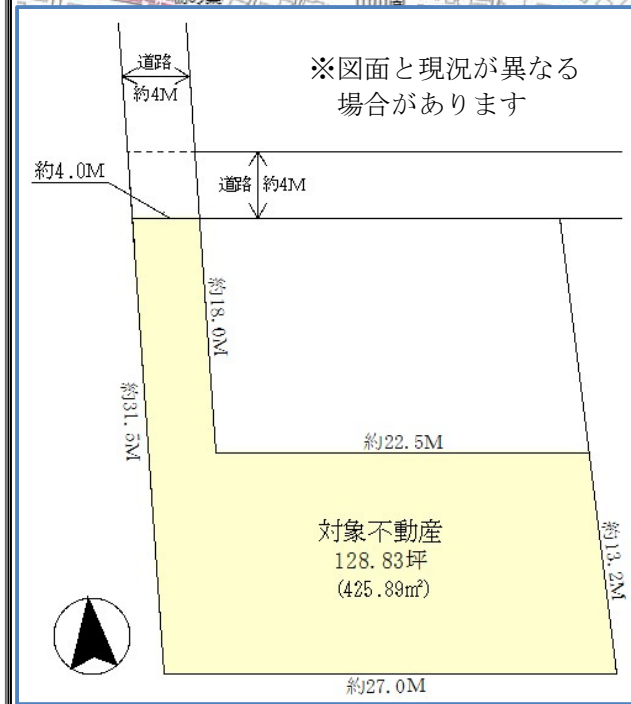 道路
約4M
※図面と現況が異なる
場合があります
約4.0M
道路 約4M
約18.0M
約31.5M
約22.5M
対象不動産
128.83坪
(425.89㎡)
約13.2M
約27.0M